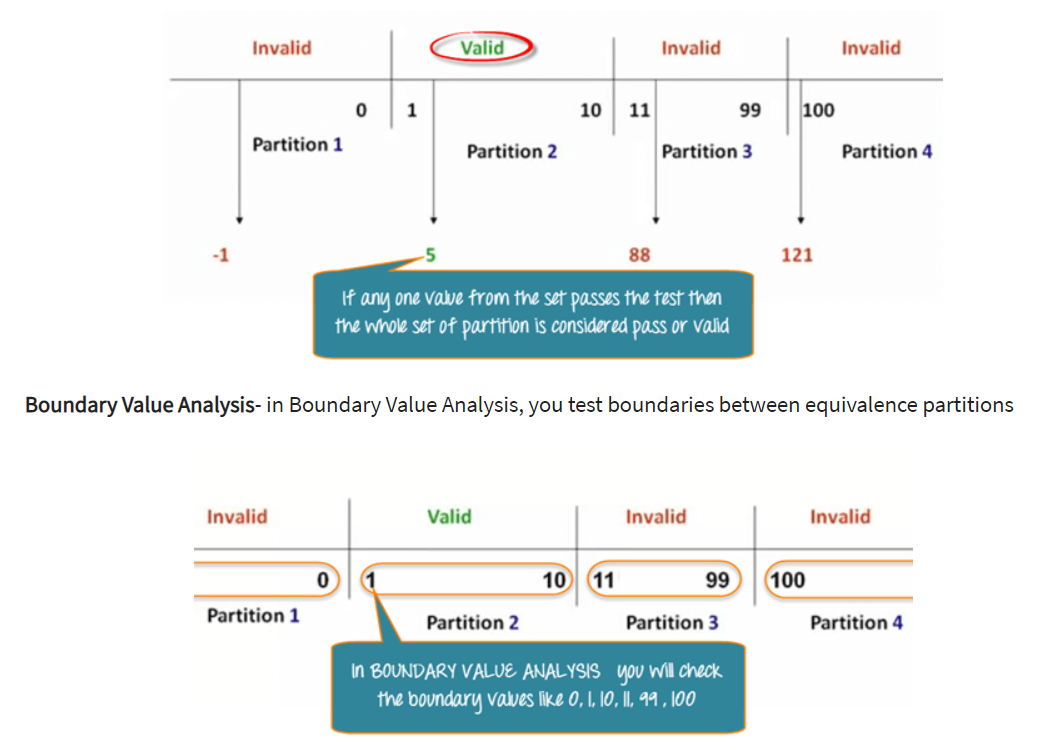 Invalid Valid Invalid Invalid
0 1 10 11 99 100
Partition 1 Partition 2 Partition 3 Partition 4
-1 5 88 121
If any one value from the set passes the test then
the whole set of partition is considered pass or valid
Boundary Value Analysis- in Boundary Value Analysis, you test boundaries between equivalence partitions
Invalid Valid Invalid Invalid
0 1 10 11 99 100
Partition 1 Partition 2 Partition 3 Partition 4
In BOUNDARY VALUE ANALYSIS you will check
the boundary values like 0, 1, 10, 11, 99 , 100